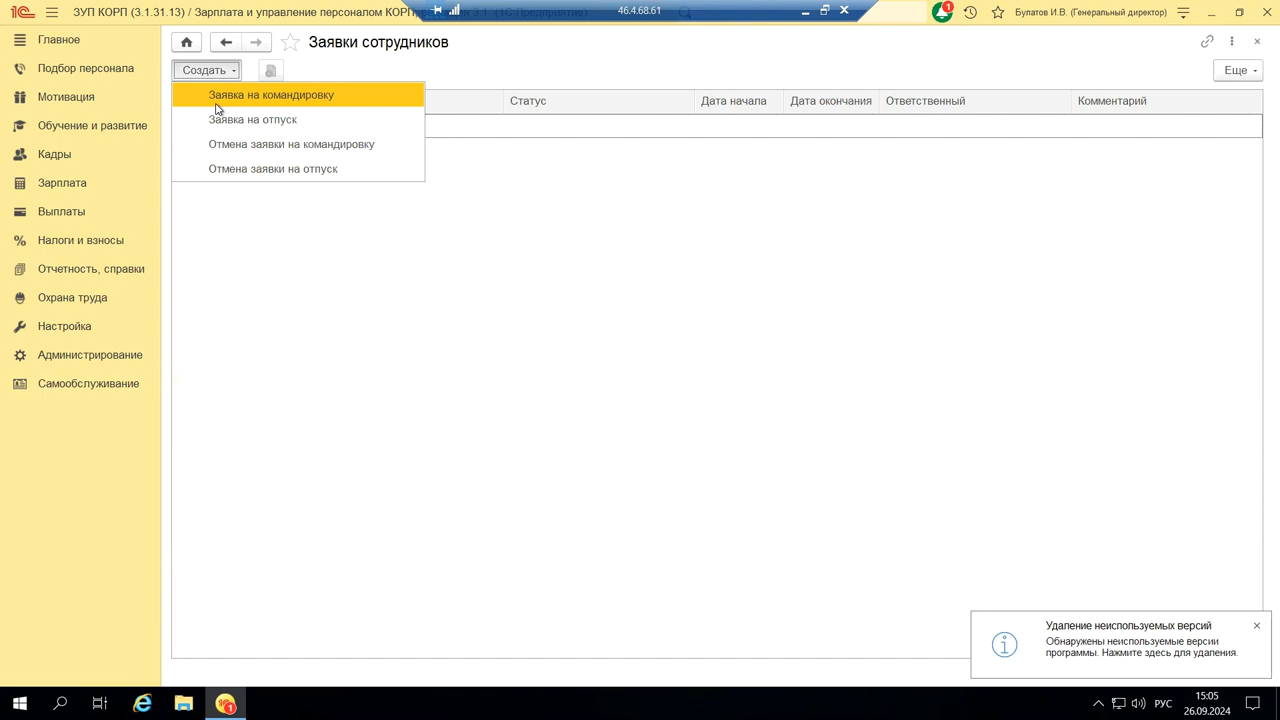 ЗУП КОРП (3.1.31.13) / Зарплата и управление персоналом КОРП,
46.4.68.61
1
Булатов И.В. (Генеральный директор)
Главное
Подбор персонала
Мотивация
Обучение и развитие
Кадры
Зарплата
Выплаты
Налоги и взносы
Отчетность, справки
Охрана труда
Настройка
Администрирование
Самообслуживание
Заявки сотрудников
Создать
Еще
Заявка на командировку
Заявка на отпуск
Отмена заявки на командировку
Отмена заявки на отпуск
Статус
Дата начала
Дата окончания
Ответственный
Комментарий
Удаление неиспользуемых версий
Обнаружены неиспользуемые версии
программы. Нажмите здесь для удаления.
1
РУС
15:05
26.09.2024